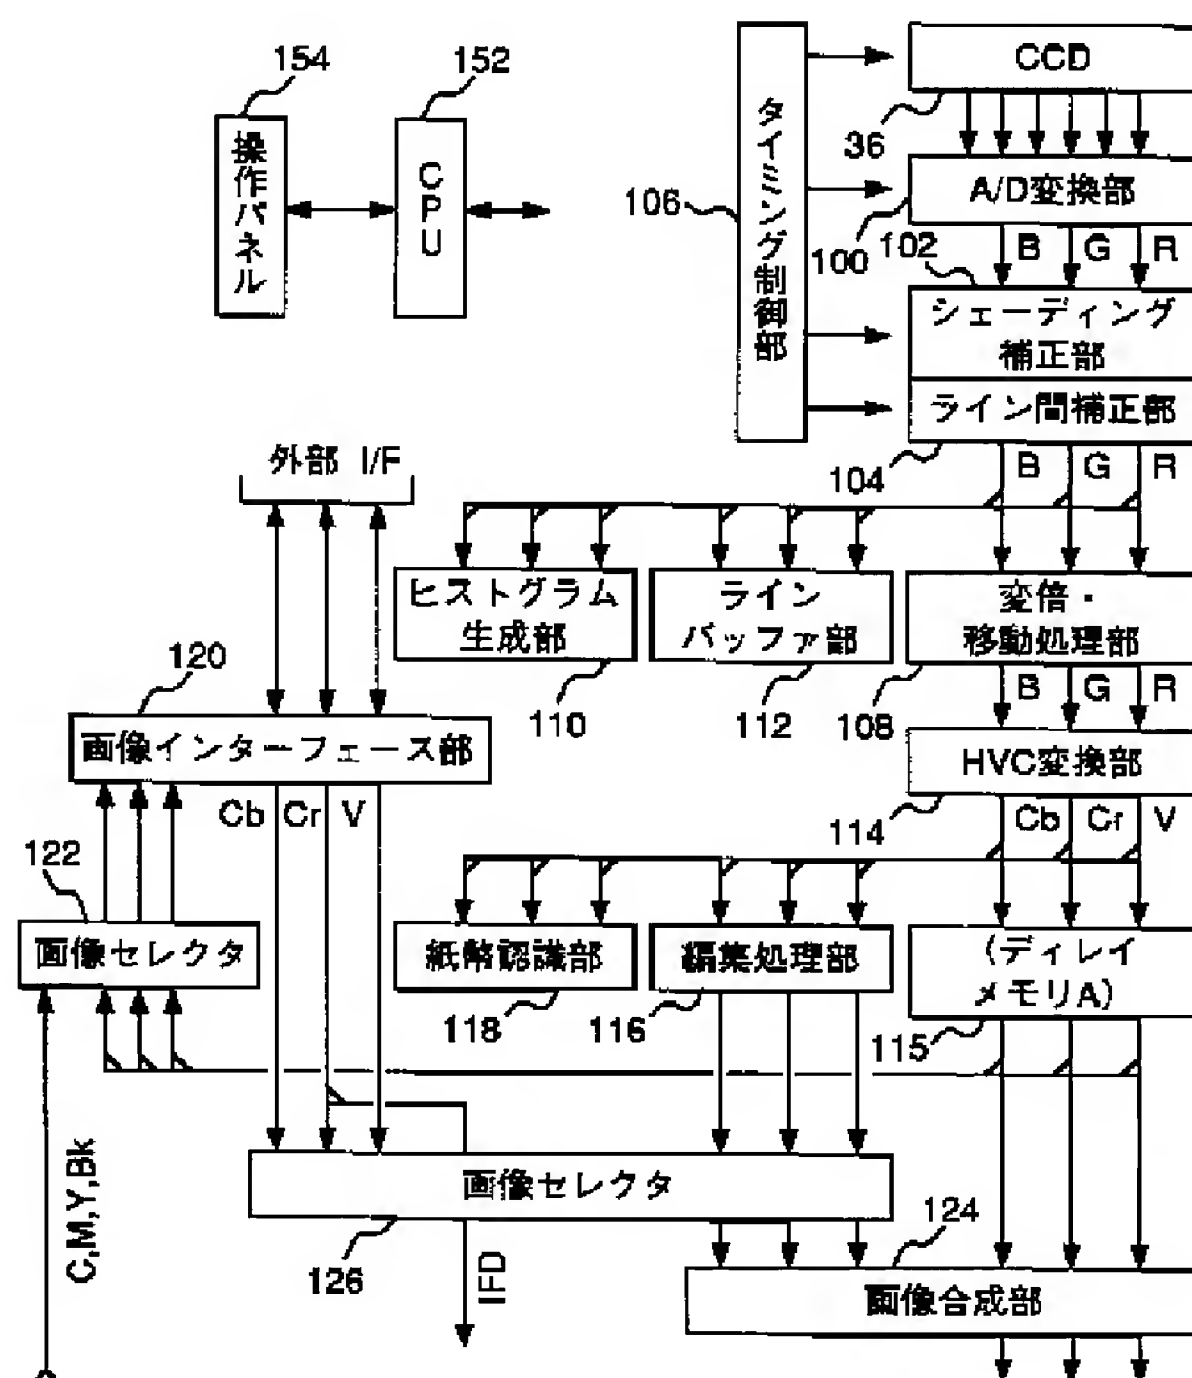 154
152
操作パネル
CPU
106
タイミング制御部
CCD
36
A/D変換部
100
102
B G R
シェーディング
補正部
ライン間補正部
104
B G R
外部 I/F
ヒストグラム
生成部
110
ライン
バッファ部
112
変倍・
移動処理部
108
B G R
120
画像インターフェース部
HVC変換部
114
Cb Cr V
Cb Cr V
122
画像セレクタ
紙幣認識部
118
編集処理部
116
(ディレイ
メモリA)
115
C,M,Y,Bk
画像セレクタ
126
IFD
124
画像合成部